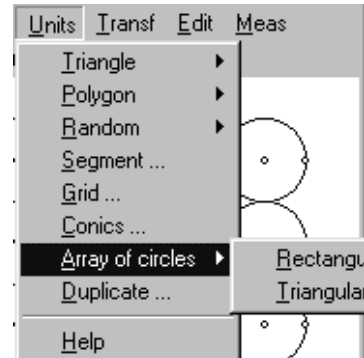 Units Transf Edit Meas
Triangle
Polygon
Random
Segment ...
Grid ...
Conics ...
Array of circles
Rectangu
Duplicate ...
Triangular
Help